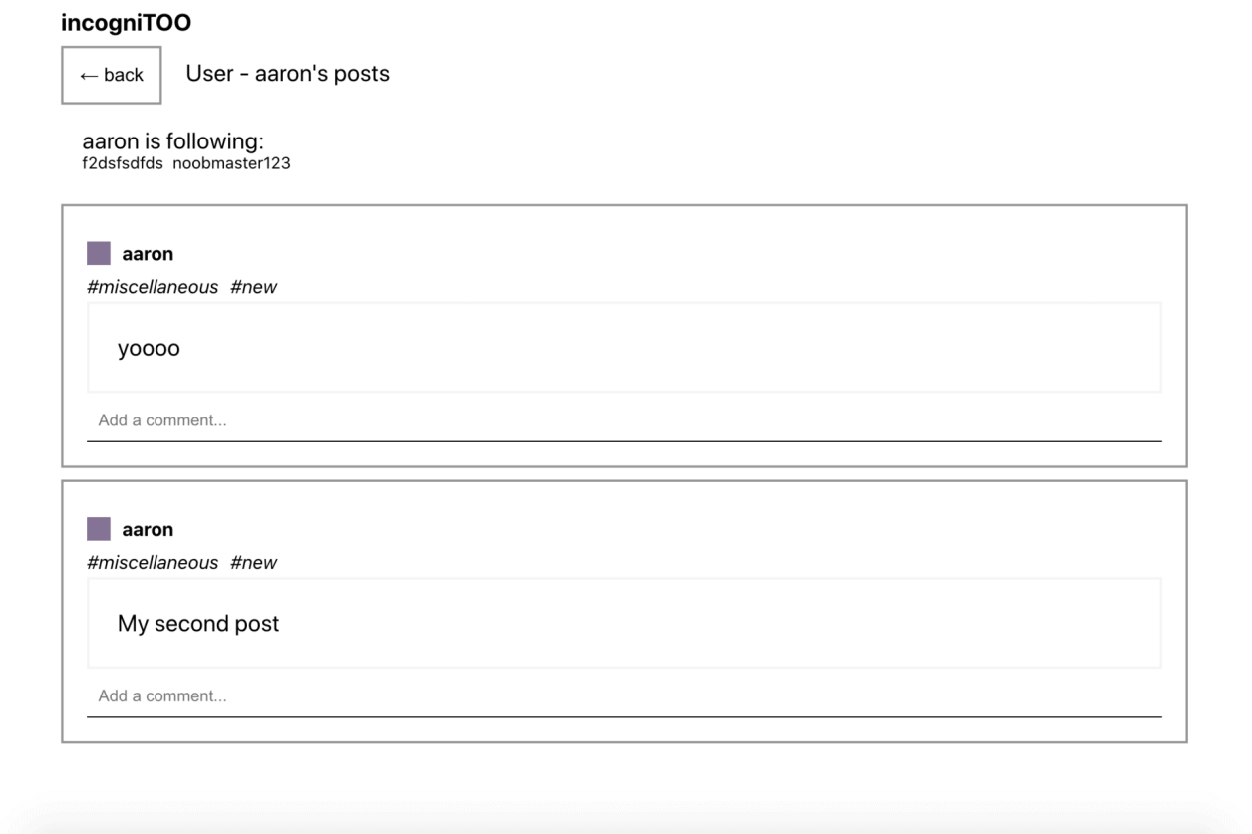 incogniTOO
← back User - aaron's posts
aaron is following:
f2dsfsdfds noobmaster123
aaron
#miscellaneous #new
yoooo
Add a comment...
aaron
#miscellaneous #new
My second post
Add a comment...